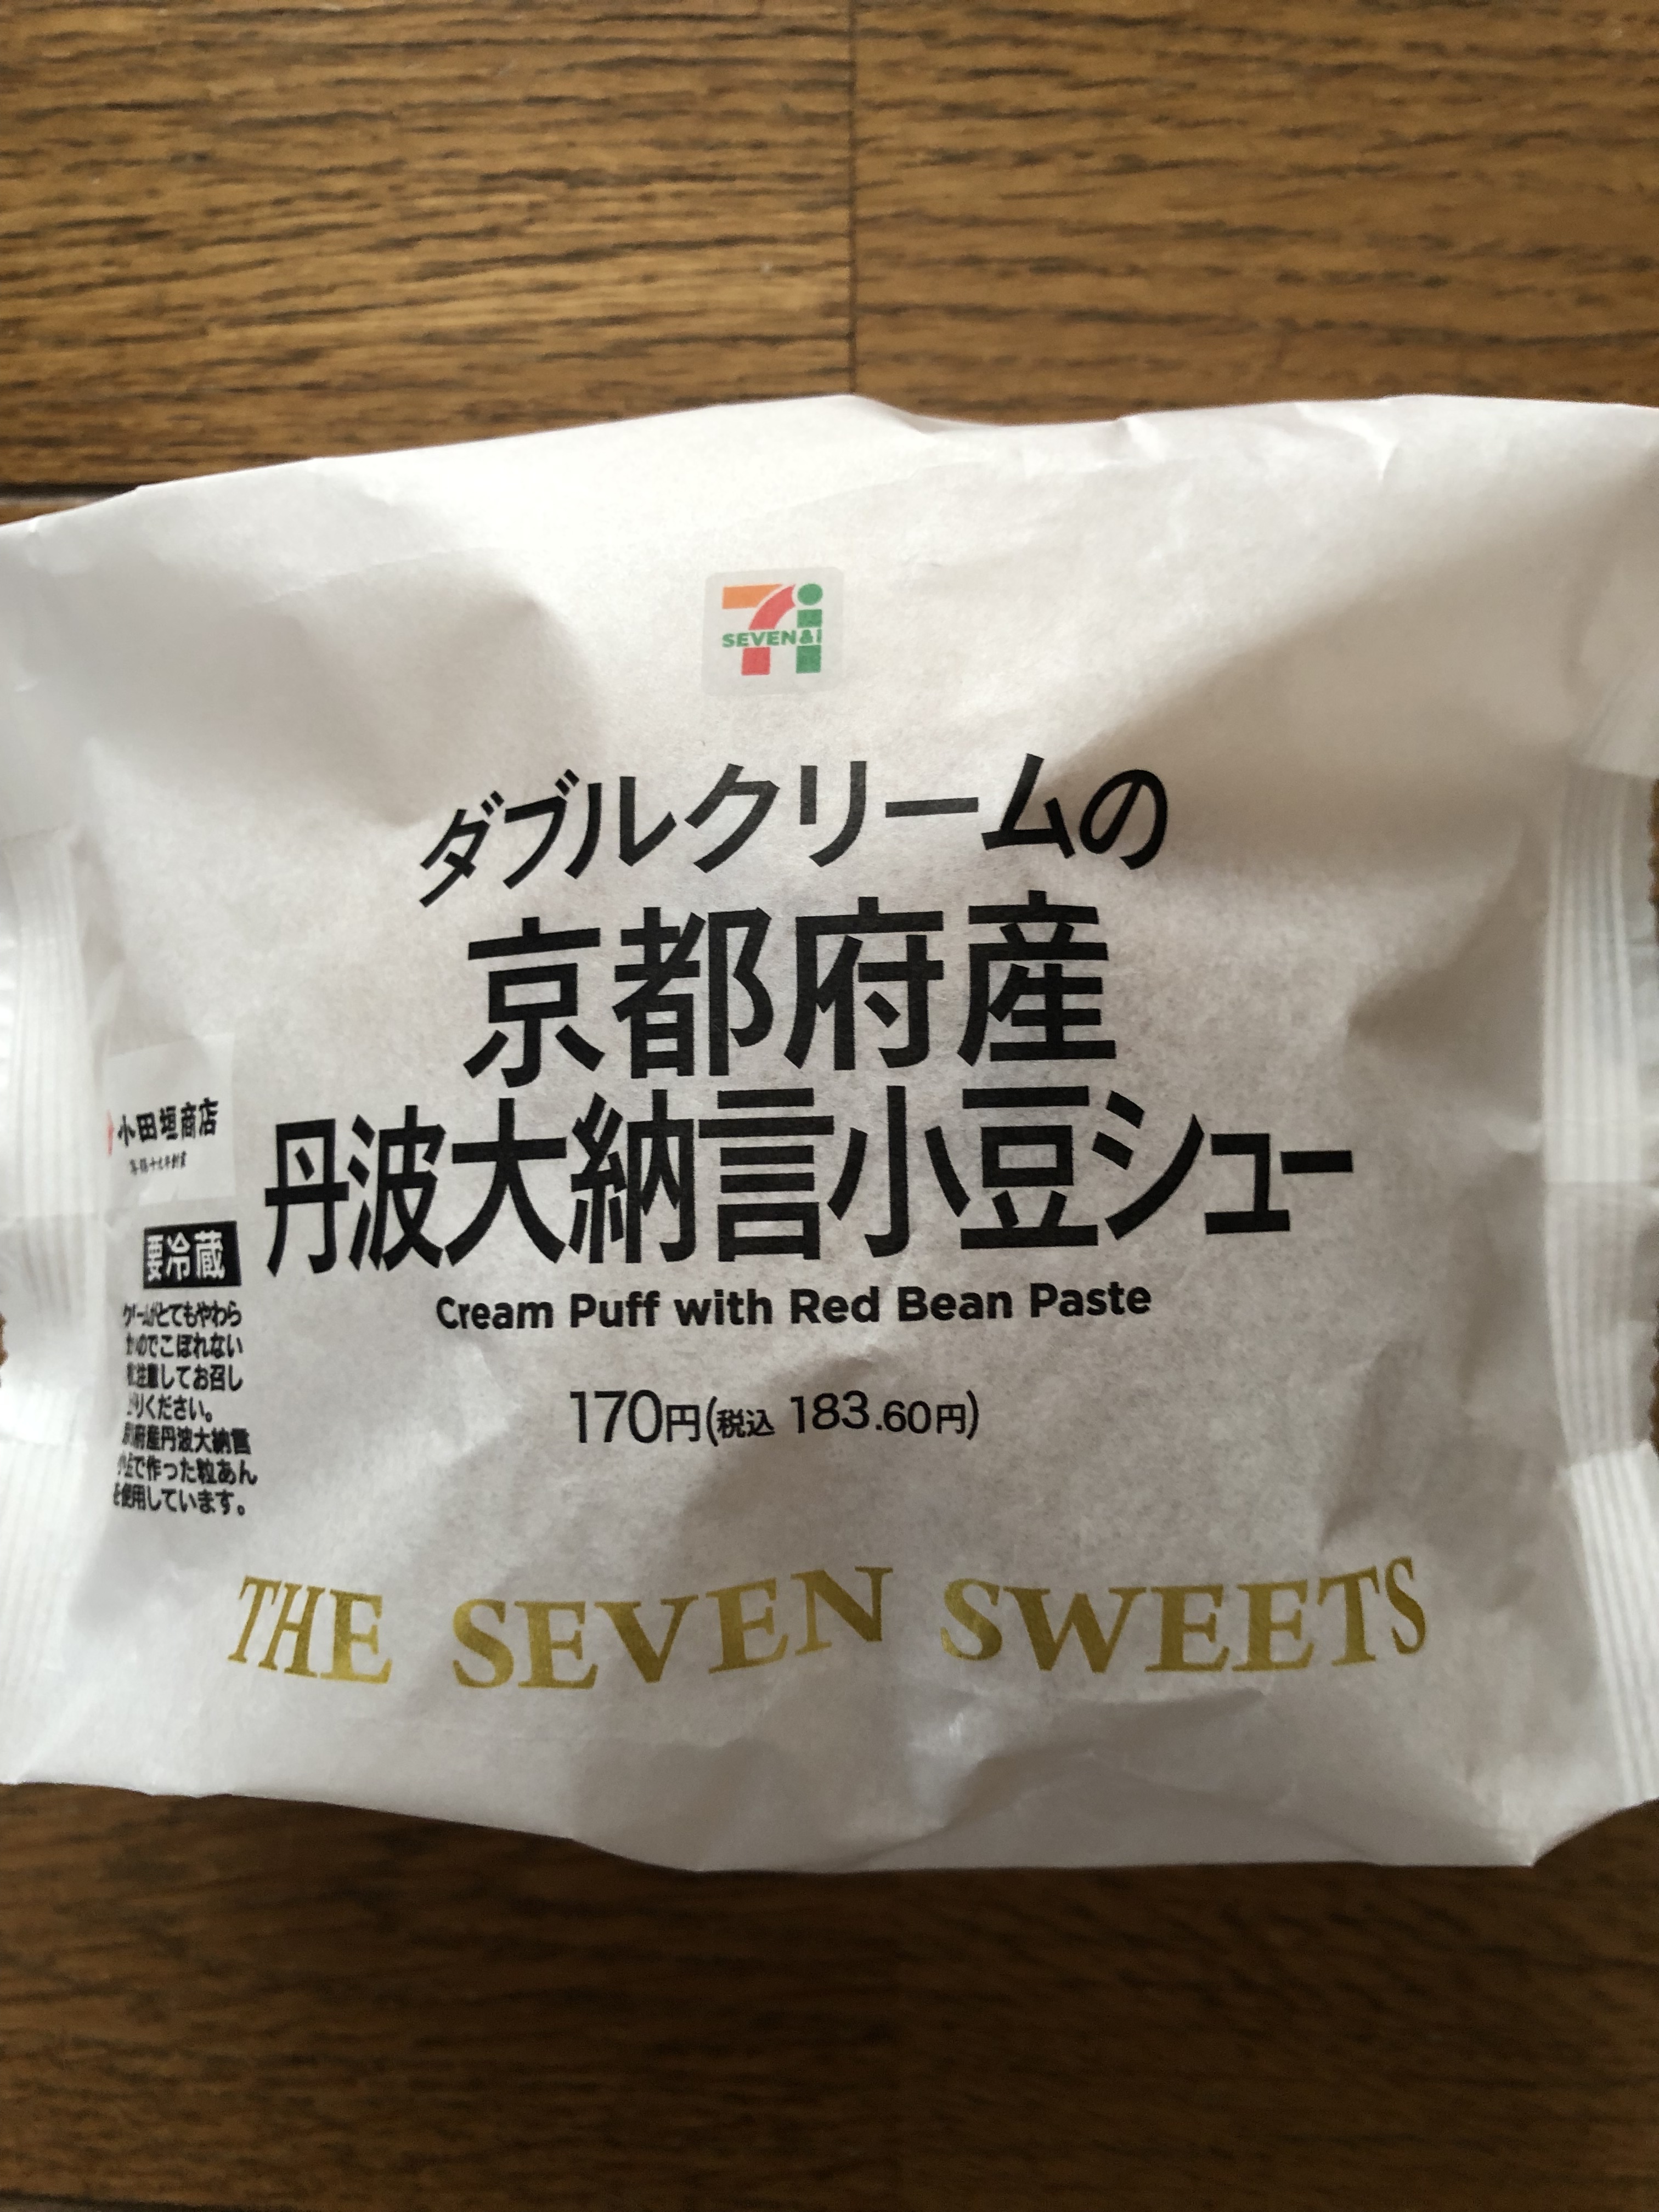 SEVEN&i
ダブルクリームの
京都府産
丹波大納言小豆シュー
Cream Puff with Red Bean Paste
170円(税込 183.60円)
小田垣商店
要冷蔵
クリームがとてもやわら
かいのでこぼれない
注意してお召し
りください。
府産丹波大納言
で作った粒あん
を使用しています。
THE SEVEN SWEETS